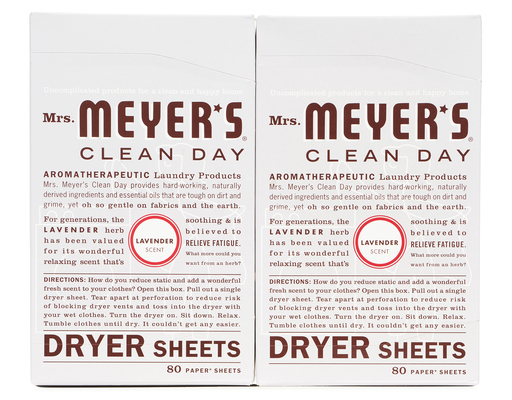 Uncomplicated products for a clean and happy home
Mrs. MEYER'S®
CLEAN DAY
AROMATHERAPEUTIC Laundry Products
Mrs. Meyer's Clean Day provides hard-working, naturally
derived ingredients and essential oils that are tough on dirt and
grime, yet oh so gentle on fabrics and the earth.
For generations, the
LAVENDER herb
has been valued
for its wonderful
relaxing scent that's
LAVENDER
SCENT
soothing & is
believed to
RELIEVE FATIGUE.
What more could you
want from an herb?
DIRECTIONS: How do you reduce static and add a wonderful
fresh scent to your clothes? Open this box. Pull out a single
dryer sheet. Tear apart at perforation to reduce risk
of blocking dryer vents and toss into the dryer with
your wet clothes. Turn the dryer on. Sit down. Relax.
Tumble clothes until dry. It couldn't get any easier.
DRYER SHEETS
80 PAPER* SHEETS
Uncomplicated products for a clean and happy home
Mrs. MEYER'S®
CLEAN DAY
AROMATHERAPEUTIC Laundry Products
Mrs. Meyer's Clean Day provides hard-working, naturally
derived ingredients and essential oils that are tough on dirt and
grime, yet oh so gentle on fabrics and the earth.
For generations, the
LAVENDER herb
has been valued
for its wonderful
relaxing scent that's
LAVENDER
SCENT
soothing & is
believed to
RELIEVE FATIGUE.
What more could you
want from an herb?
DIRECTIONS: How do you reduce static and add a wonderful
fresh scent to your clothes? Open this box. Pull out a single
dryer sheet. Tear apart at perforation to reduce risk
of blocking dryer vents and toss into the dryer with
your wet clothes. Turn the dryer on. Sit down. Relax.
Tumble clothes until dry. It couldn't get any easier.
DRYER SHEETS
80 PAPER* SHEETS